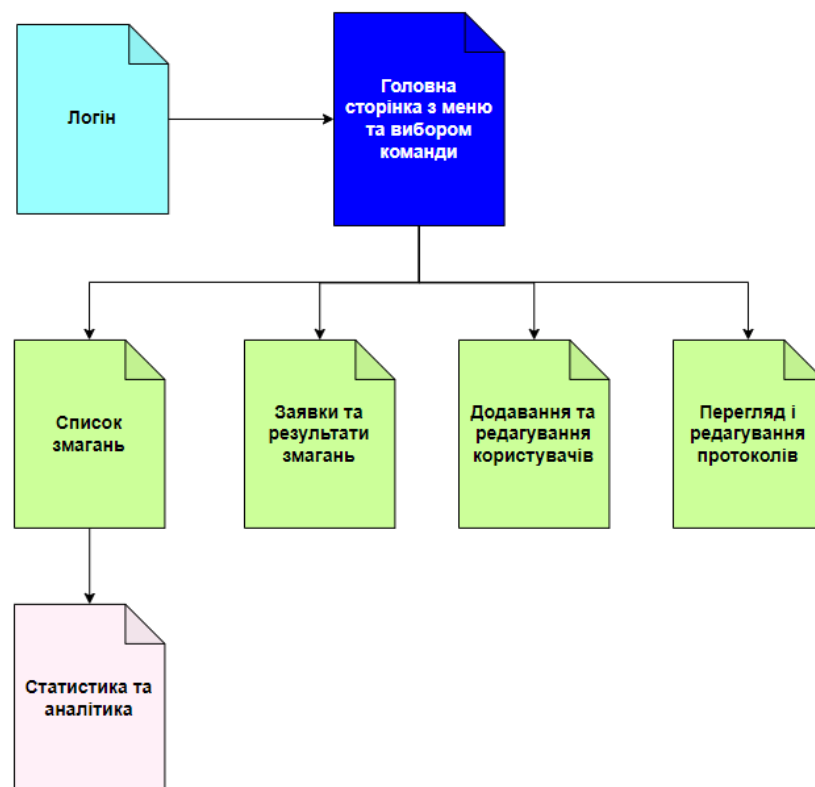 Логін
Головна
сторінка з меню
та вибором
команди
Список
змагань
Заявки та
результати
змагань
Додавання та
редагування
користувачів
Перегляд і
редагування
протоколів
Статистика та
аналітика